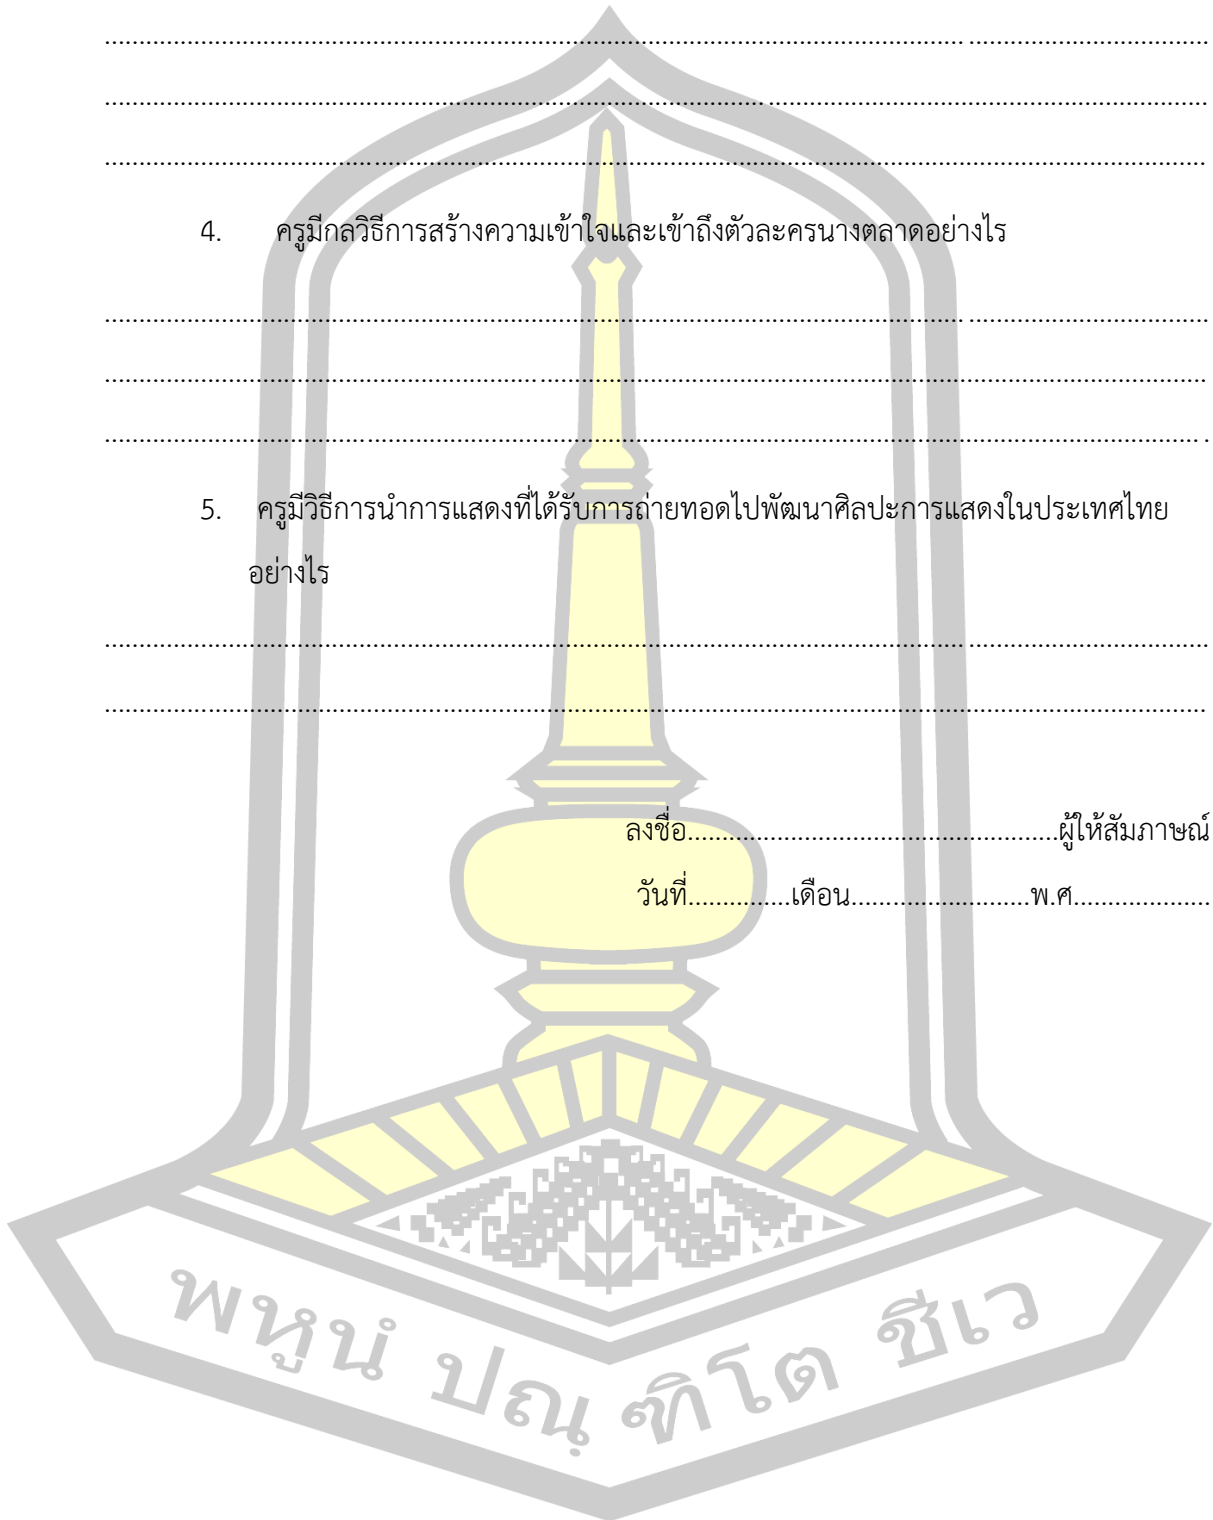 ........................................................................................................................ ..................................
..........................................................................................................................................................
..........................................................................................................................................................
4. ครูมีกลวิธีการสร้างความเข้าใจและเข้าถึงตัวละครนางตลาดอย่างไร
........................................................................................................................ ..................................
..........................................................................................................................................................
..........................................................................................................................................................
5. ครูมีวิธีการนำการแสดงที่ได้รับการถ่ายทอดไปพัฒนาศิลปะการแสดงในประเทศไทย
อย่างไร
........................................................................................................................ ..................................
..........................................................................................................................................................
ลงชื่อ......................................................ผู้ให้สัมภาษณ์
วันที่...............เดือน..........................พ.ศ....................
พหูนํ ปณฺฑิโต ชีเว